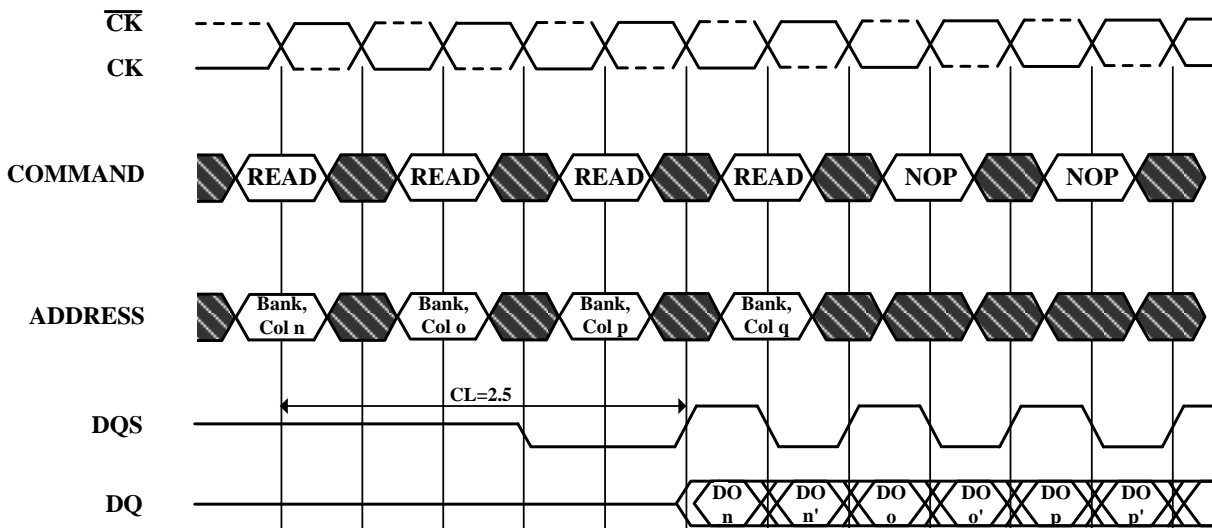 C̅K̅
CK
COMMAND
READ
READ
READ
READ
NOP
NOP
ADDRESS
Bank,
Col n
Bank,
Col o
Bank,
Col p
Bank,
Col q
CL=2.5
DQS
DQ
DO
n
DO
n'
DO
o
DO
o'
DO
p
DO
p'